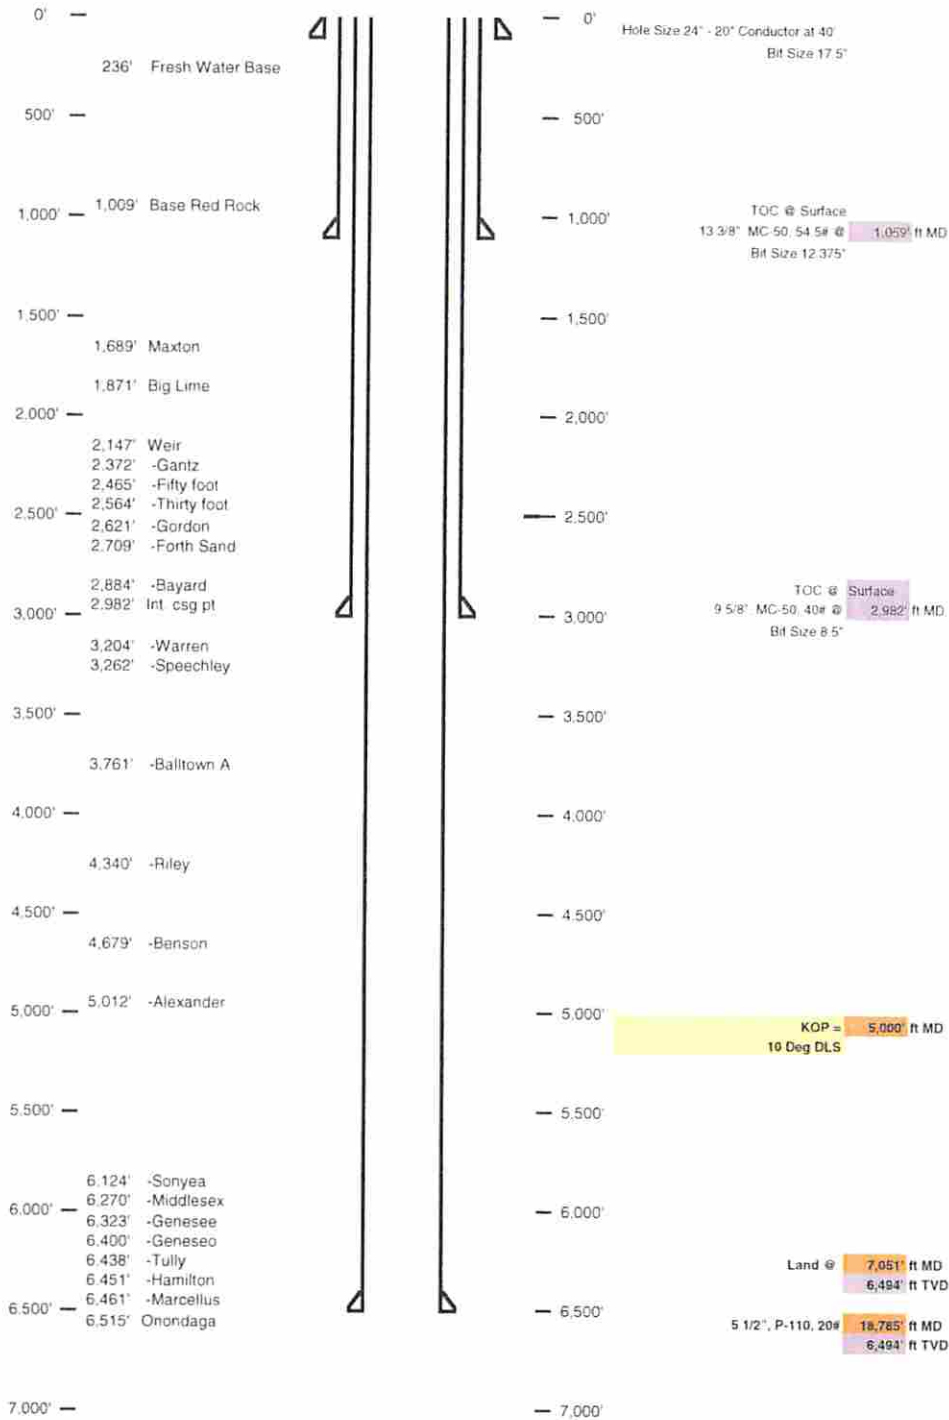 0' — — 0' Hole Size 24" - 20" Conductor at 40'
Bit Size 17.5"
236' Fresh Water Base
500' — — 500'
1,009' Base Red Rock
TOC @ Surface
1,000' — — 1,000'
13 3/8" MC-50, 54.5# @ 1,059' ft MD
Bit Size 12.375"
1,500' — — 1,500'
1,689' Maxton
1,871' Big Lime
2,000' — — 2,000'
2,147' Weir
2,372' -Gantz
2,465' -Fifty foot
2,564' -Thirty foot
2,500' — — 2,500'
2,621' -Gordon
2,709' -Forth Sand
2,884' -Bayard
TOC @ Surface
2,982' Int. csg pt
9 5/8" MC-50, 40# @ 2,982' ft MD
3,000' — — 3,000'
Bit Size 8.5"
3,204' -Warren
3,262' -Speechley
3,500' — — 3,500'
3,761' -Balltown A
4,000' — — 4,000'
4,340' -Riley
4,500' — — 4,500'
4,679' -Benson
5,012' -Alexander
5,000' — — 5,000'
KOP = 5,000' ft MD
10 Deg DLS
5,500' — — 5,500'
6,124' -Sonyea
6,270' -Middlesex
6,000' — — 6,000'
6,323' -Genesee
6,400' -Geneseo
6,438' -Tully
Land @ 7,051' ft MD
6,451' -Hamilton
6,494' ft TVD
6,461' -Marcellus
6,500' — — 6,500'
6,515' Onondaga
5 1/2", P-110, 20# 18,785' ft MD
6,494' ft TVD
7,000' — — 7,000'